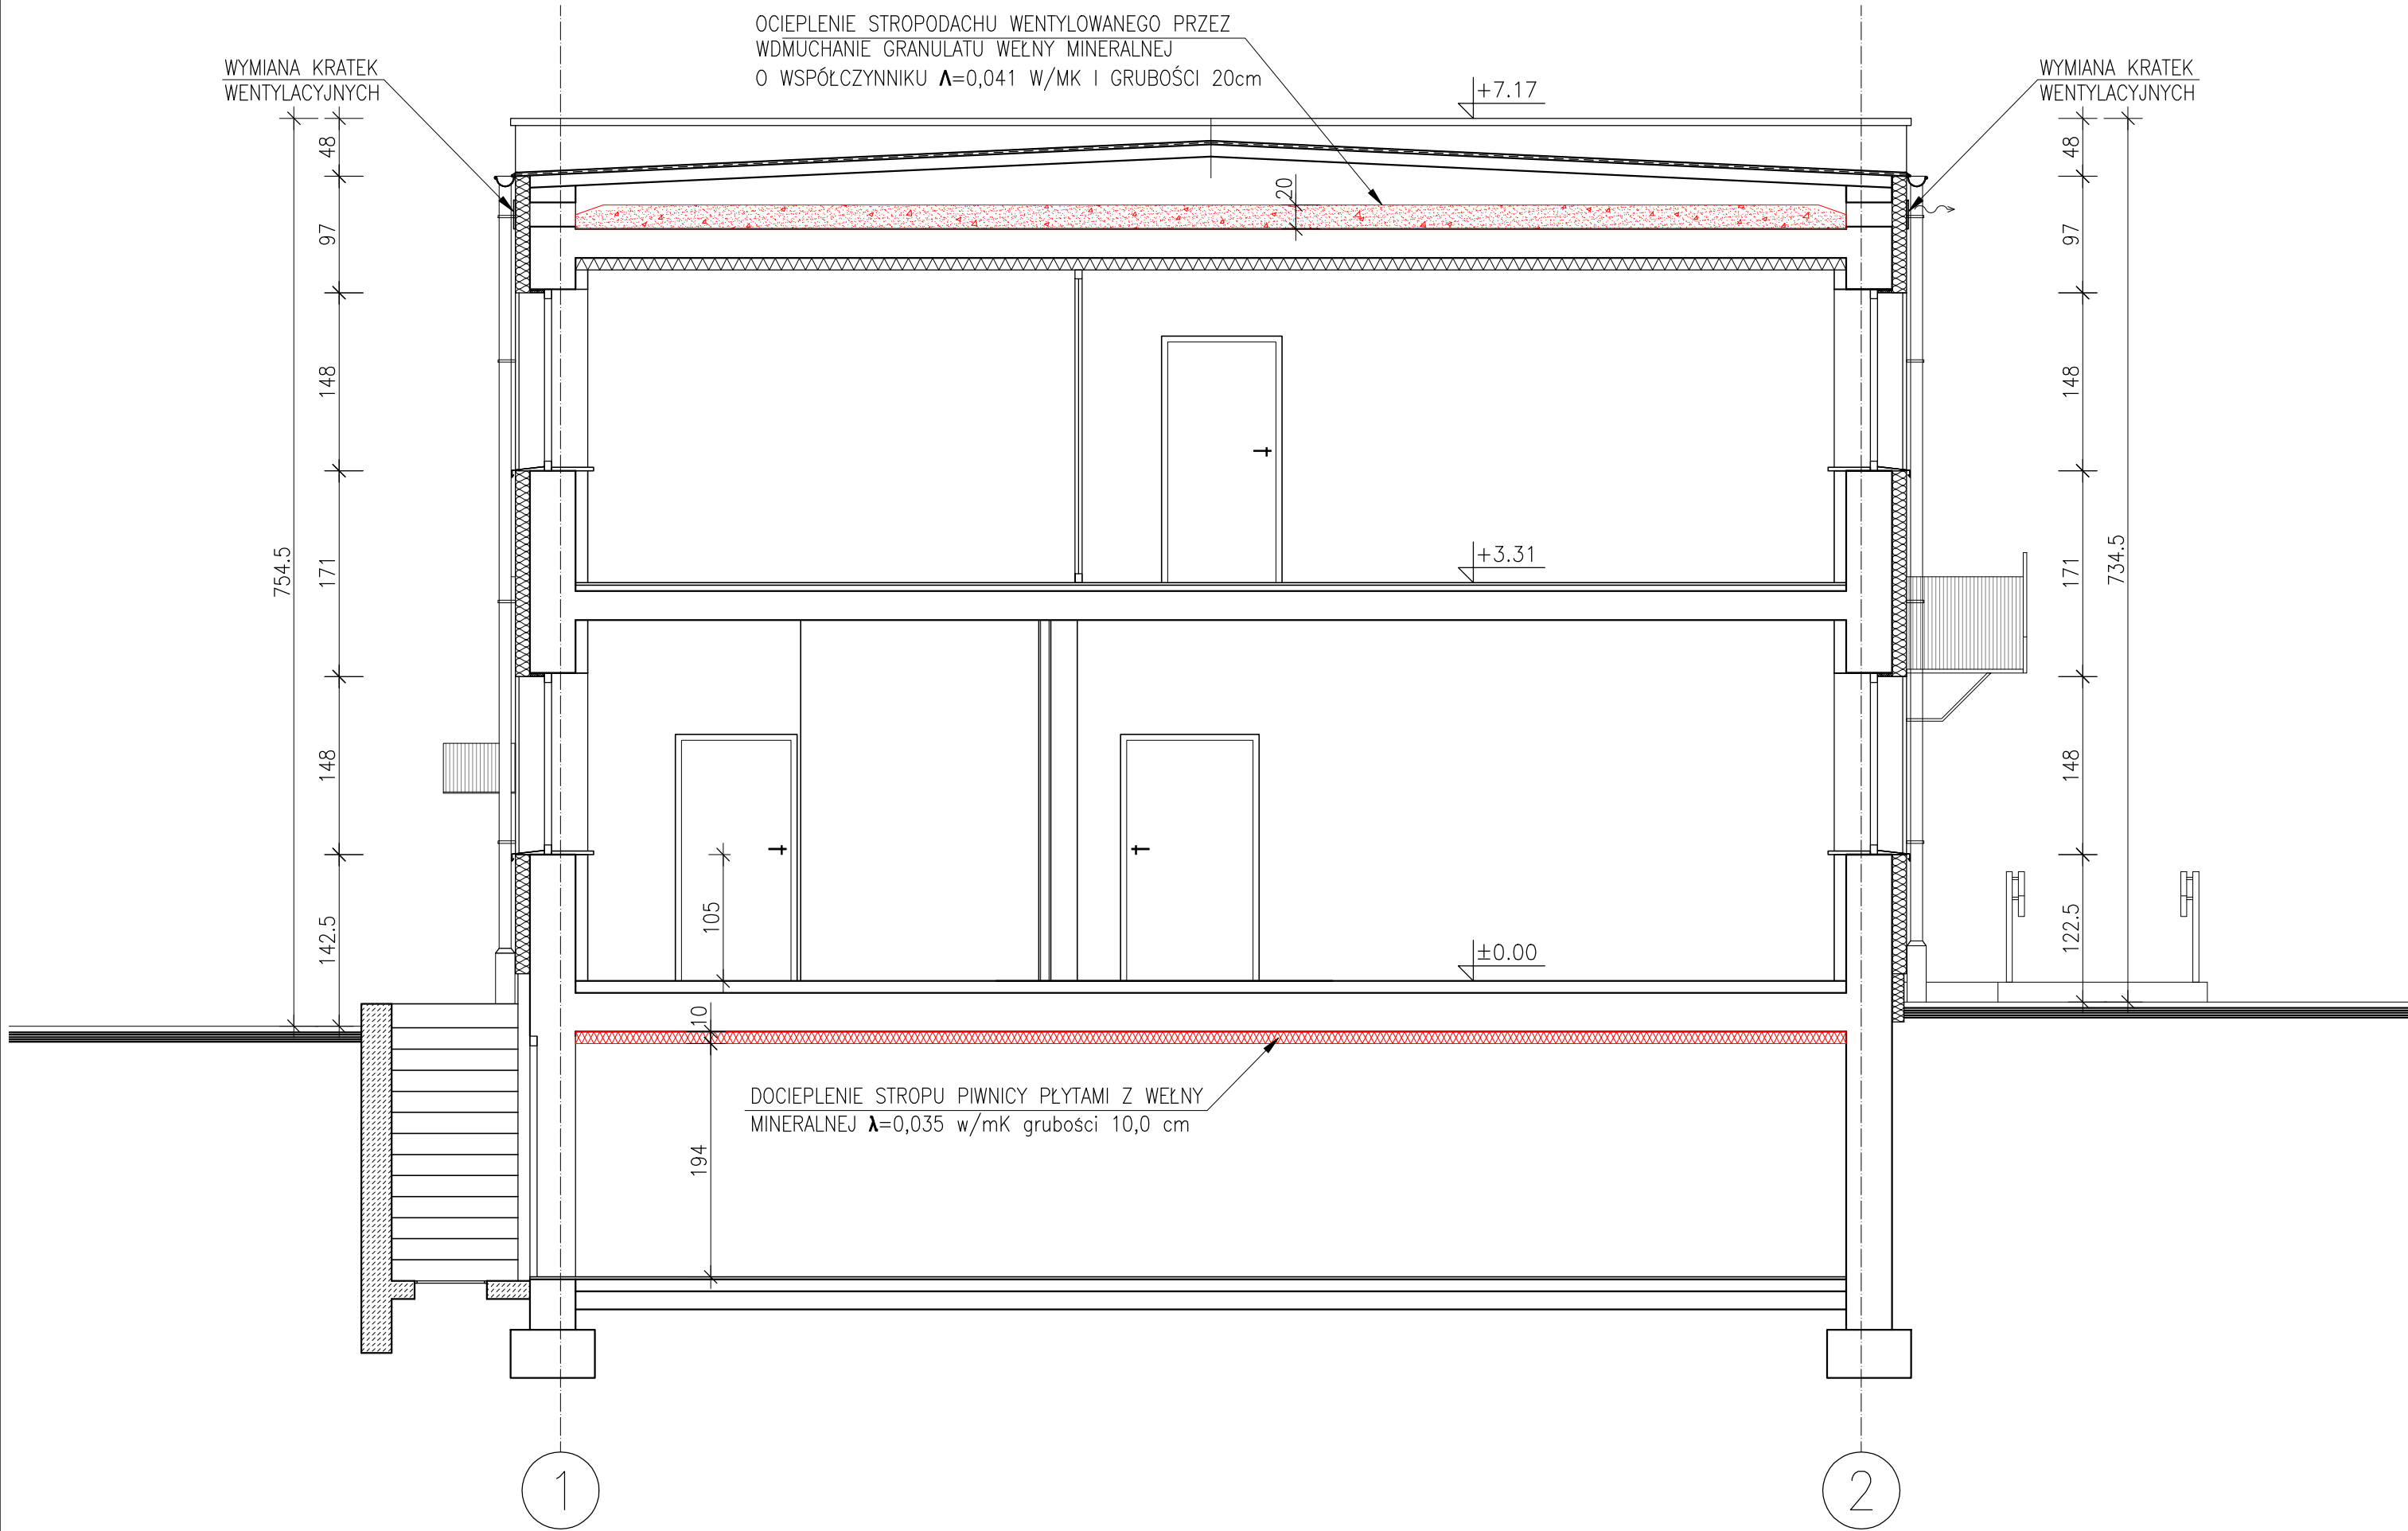 OCIEPLENIE STROPODACHU WENTYLOWANEGO PRZEZ
WDMUCHANIE GRANULATU WEŁNY MINERALNEJ
O WSPÓŁCZYNNIKU Λ=0,041 W/MK I GRUBOŚCI 20cm
WYMIANA KRATEK
WENTYLACYJNYCH
WYMIANA KRATEK
WENTYLACYJNYCH
+7.17
48
97
148
171
148
142.5
754.5
20
48
97
148
171
148
122.5
734.5
+3.31
105
±0.00
10
DOCIEPLENIE STROPU PIWNICY PŁYTAMI Z WEŁNY
MINERALNEJ λ=0,035 w/mK grubości 10,0 cm
194
1
2